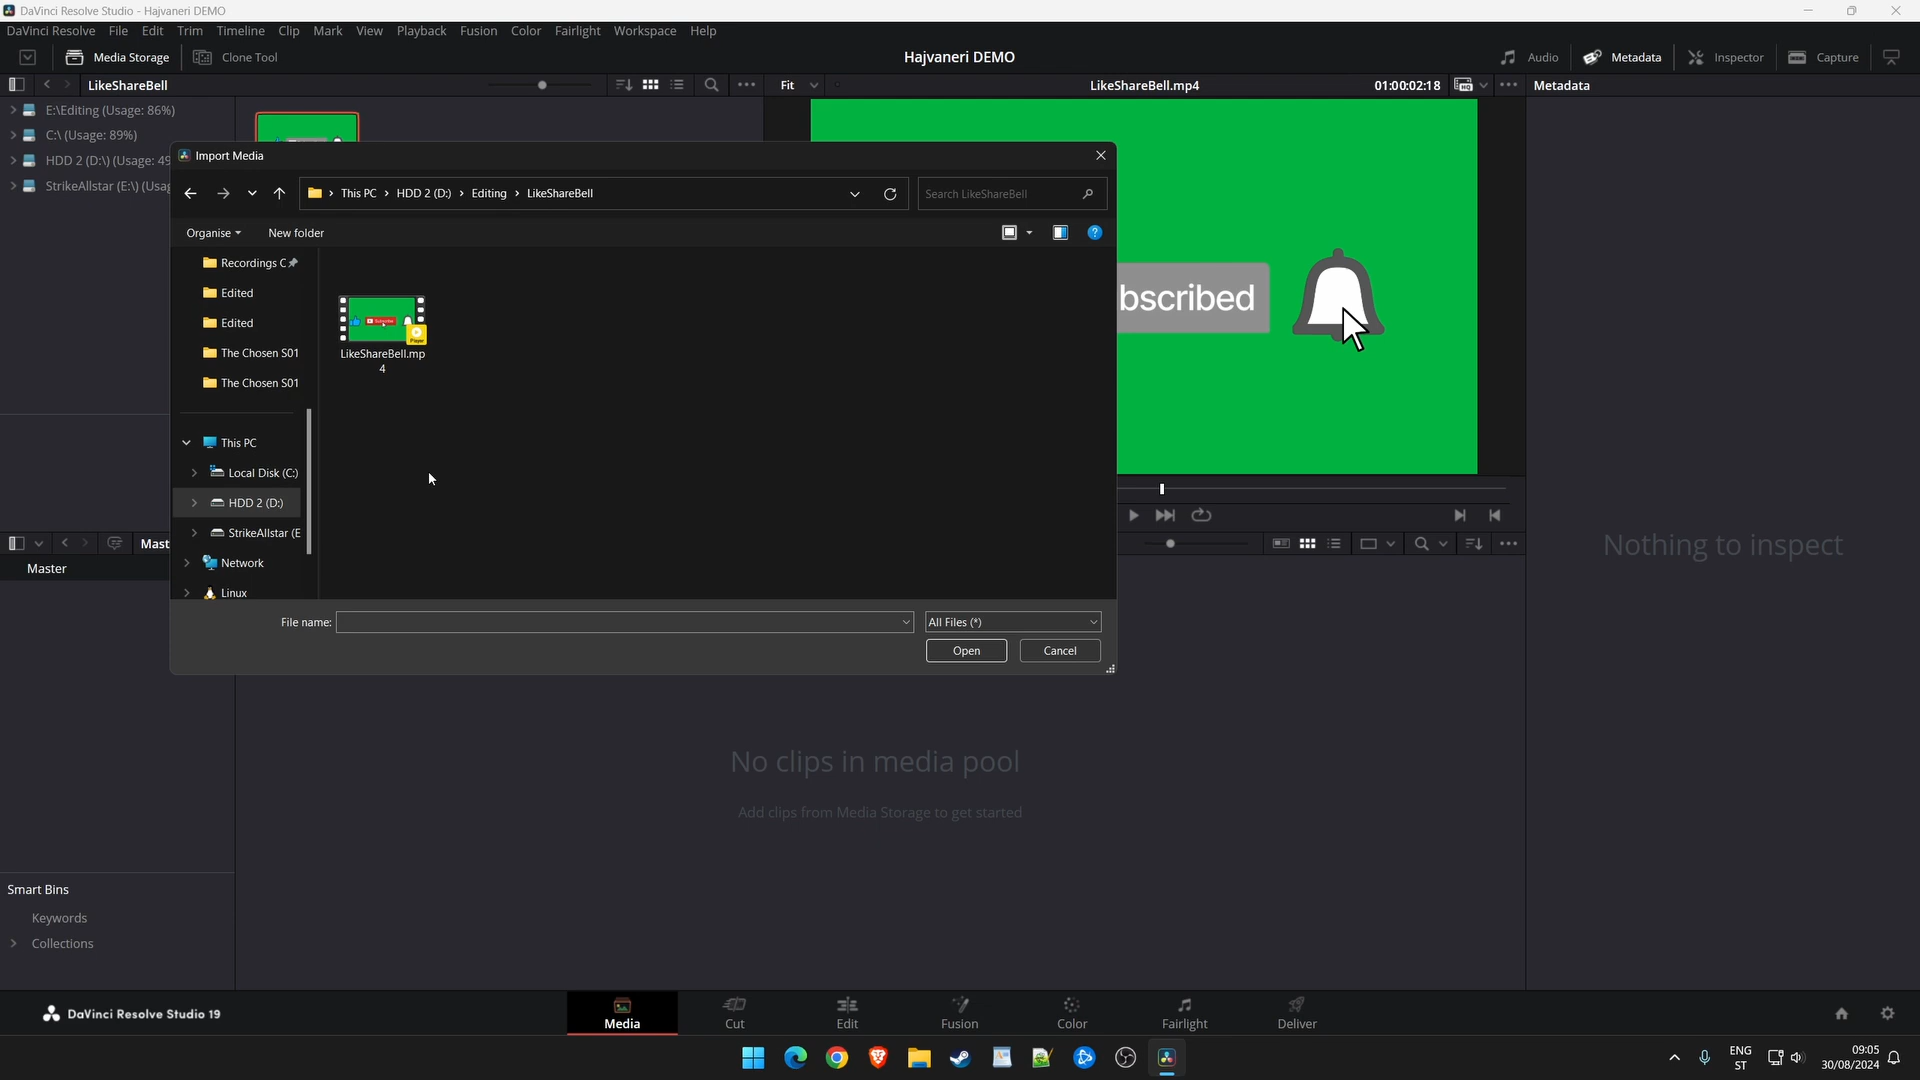 DaVinci Resolve Studio - Hajvaneri DEMO
DaVinci Resolve File Edit Trim Timeline Clip Mark View Playback Fusion Color Fairlight Workspace Help
Media Storage Clone Tool Hajvaneri DEMO Audio Metadata Inspector Capture
LikeShareBell Fit LikeShareBell.mp4 01:00:02:18 Metadata
E:\Editing (Usage: 86%)
C:\ (Usage: 89%)
HDD 2 (D:\) (Usage: 49
StrikeAllstar (E:\) (Usag
Import Media
This PC HDD 2 (D:) Editing LikeShareBell Search LikeShareBell
Organise New folder
Recordings C
Edited
Edited
The Chosen S01
The Chosen S01
This PC
Local Disk (C:)
HDD 2 (D:)
StrikeAllstar (E
Network
Linux
Subscribe
Player
LikeShareBell.mp
4
File name: All Files (*)
Open Cancel
bscribed
Nothing to inspect
Mast
Master
No clips in media pool
Add clips from Media Storage to get started
Smart Bins
Keywords
Collections
DaVinci Resolve Studio 19
Media Cut Edit Fusion Color Fairlight Deliver
ENG
ST
09:05
30/08/2024